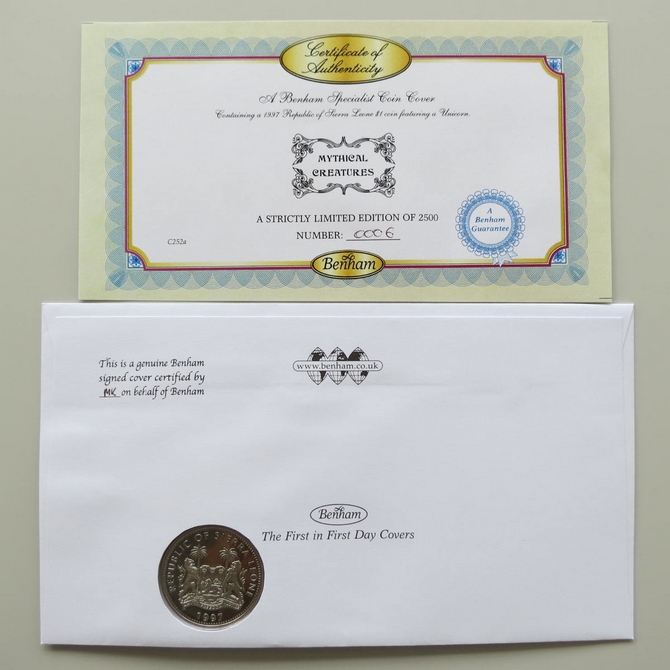 Certificate of
Authenticity
A Benham Specialist Coin Cover
Containing a 1997 Republic of Sierra Leone $1 coin featuring a Unicorn.
MYTHICAL
CREATURES
A STRICTLY LIMITED EDITION OF 2500
NUMBER: 0006
C252a
A
Benham
Guarantee
Benham
This is a genuine Benham
signed cover certified by
MK on behalf of Benham
www.benham.co.uk
Benham
The First in First Day Covers
REPUBLIC OF SIERRA LEONE
1997